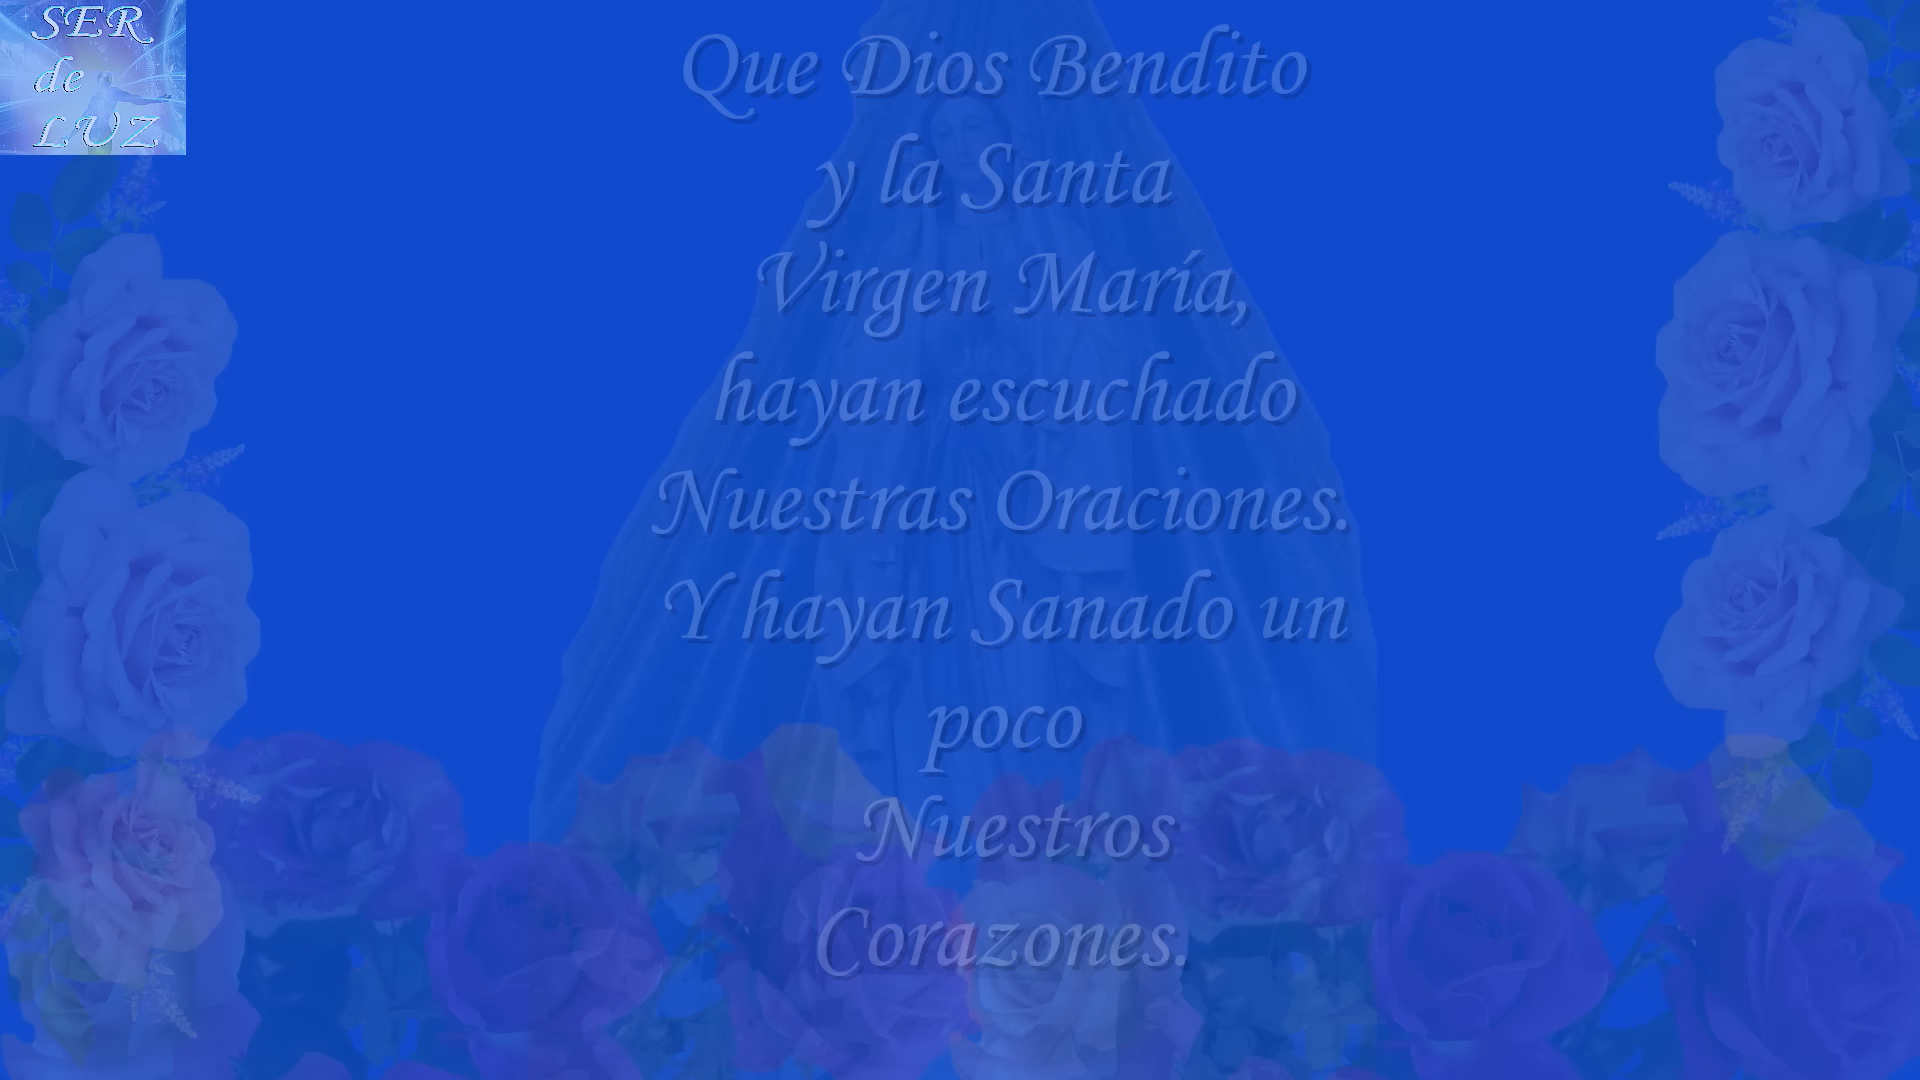 SER
de
LUZ
Que Dios Bendito
y la Santa
Virgen María,
hayan escuchado
Nuestras Oraciones.
Y hayan Sanado un
poco
Nuestros
Corazones.